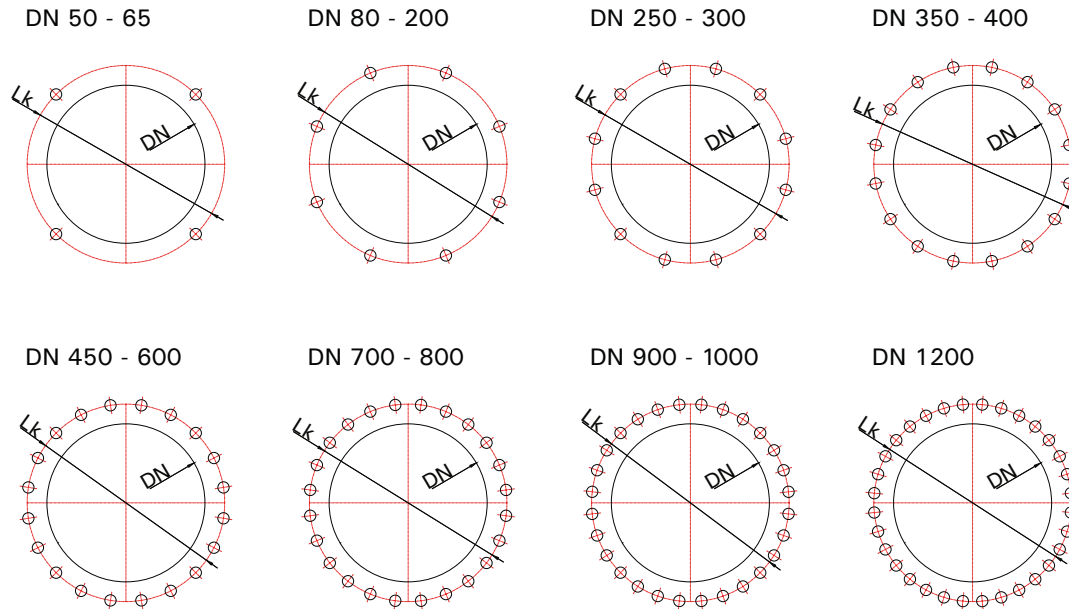 DN 50 - 65
Lk
DN
DN 80 - 200
Lk
DN
DN 250 - 300
Lk
DN
DN 350 - 400
Lk
DN
DN 450 - 600
Lk
DN
DN 700 - 800
Lk
DN
DN 900 - 1000
Lk
DN
DN 1200
Lk
DN